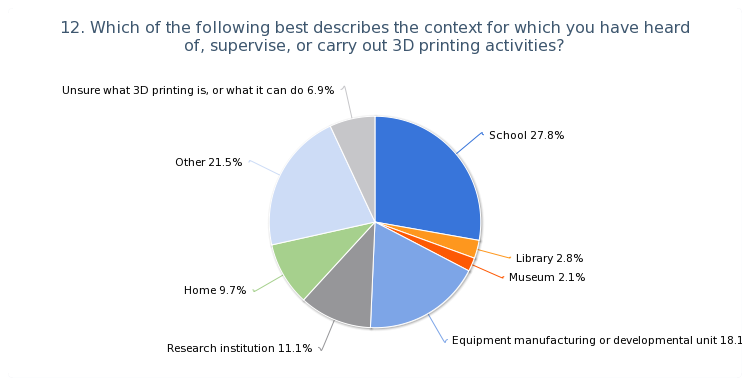 12. Which of the following best describes the context for which you have heard
of, supervise, or carry out 3D printing activities?
Unsure what 3D printing is, or what it can do 6.9%
School 27.8%
Other 21.5%
Library 2.8%
Museum 2.1%
Home 9.7%
Equipment manufacturing or developmental unit 18.1
Research institution 11.1%